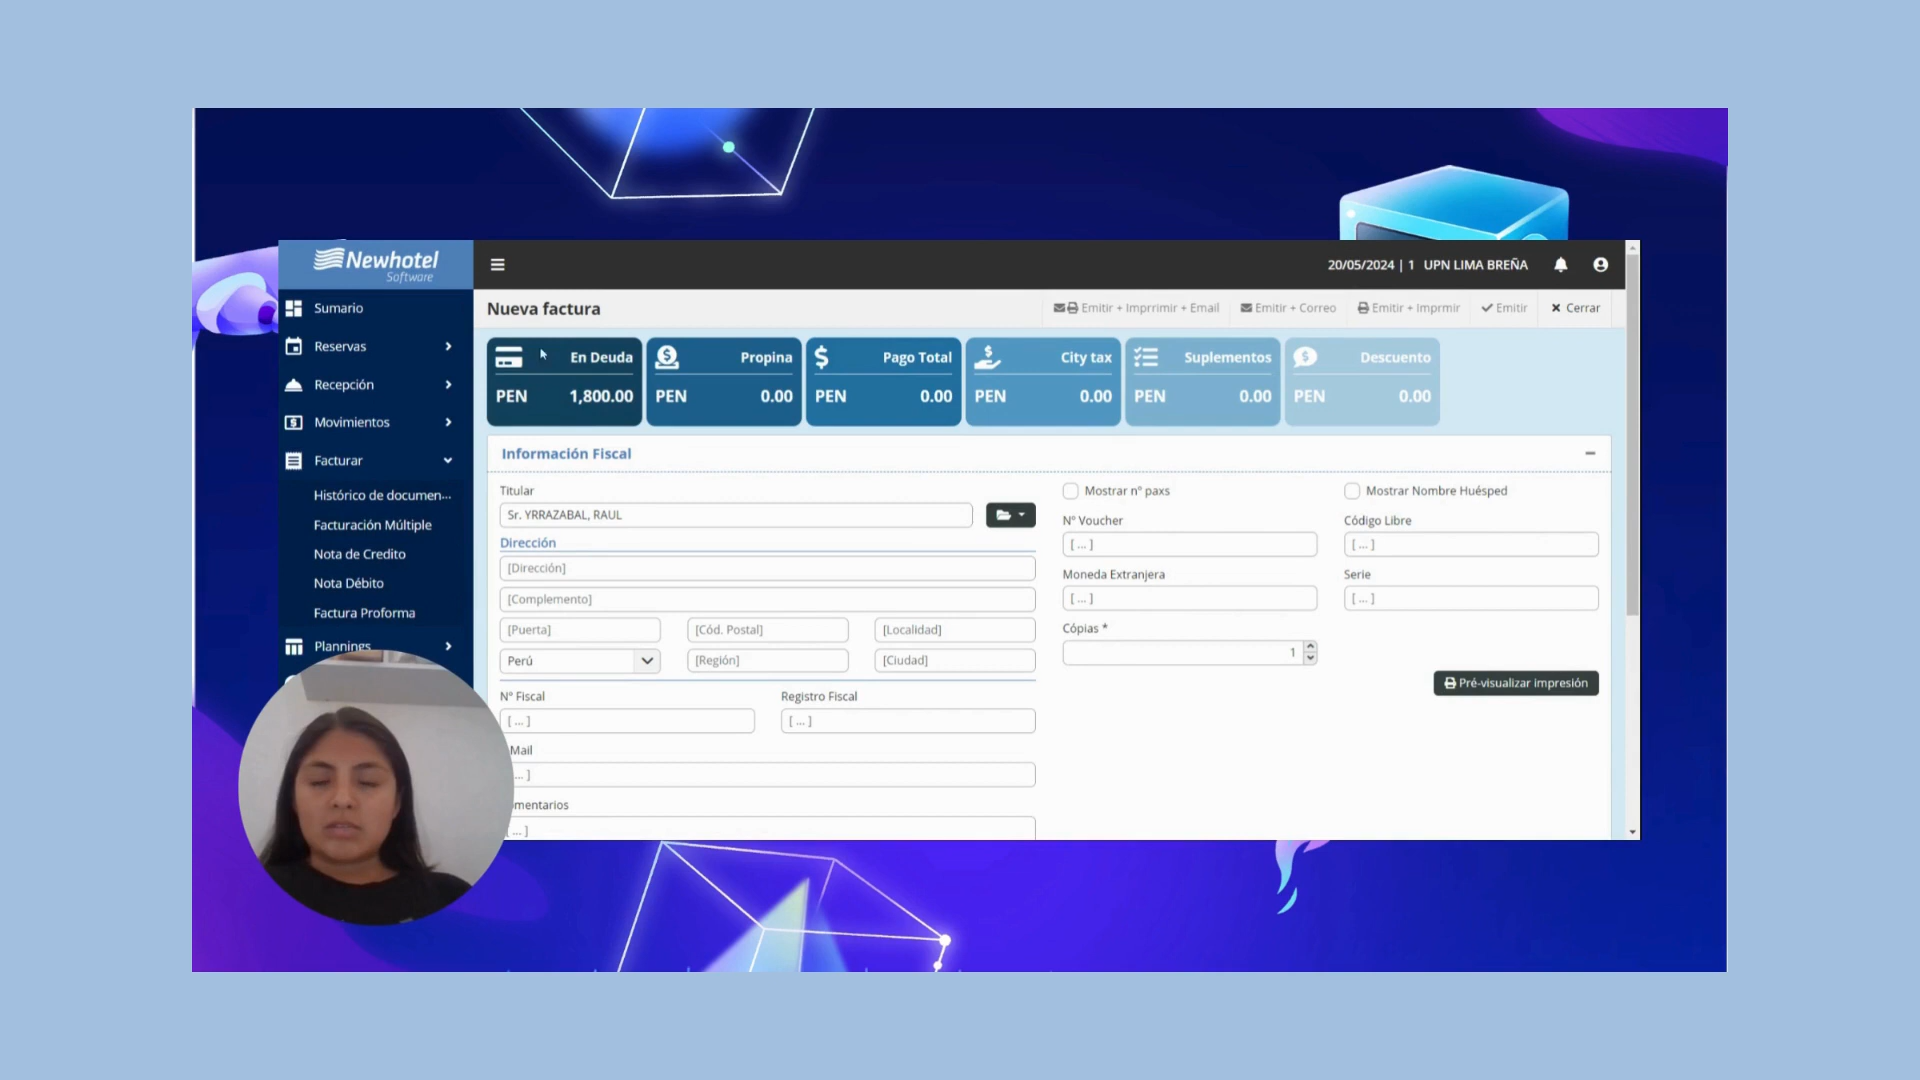 Newhotel
Software
20/05/2024 | 1 UPN LIMA BREÑA
Sumario
Reservas
Recepción
Movimientos
Facturar
Histórico de documen...
Facturación Múltiple
Nota de Credito
Nota Débito
Factura Proforma
Plannings
Nueva factura
Emitir + Imprrimir + Email
Emitir + Correo
Emitir + Imprmir
Emitir
Cerrar
En Deuda
PEN 1,800.00
Propina
PEN 0.00
Pago Total
PEN 0.00
City tax
PEN 0.00
Suplementos
PEN 0.00
Descuento
PEN 0.00
Información Fiscal
Titular
Sr. YRRAZABAL, RAUL
Dirección
[Dirección]
[Complemento]
[Puerta] [Cód. Postal] [Localidad]
Perú [Región] [Ciudad]
Nº Fiscal
[ ... ]
Registro Fiscal
[ ... ]
Mail
... ]
mentarios
[ ... ]
Mostrar nº paxs
Nº Voucher
[ ... ]
Moneda Extranjera
[ ... ]
Cópias *
1
Mostrar Nombre Huésped
Código Libre
[ ... ]
Serie
[ ... ]
Pré-visualizar impresión